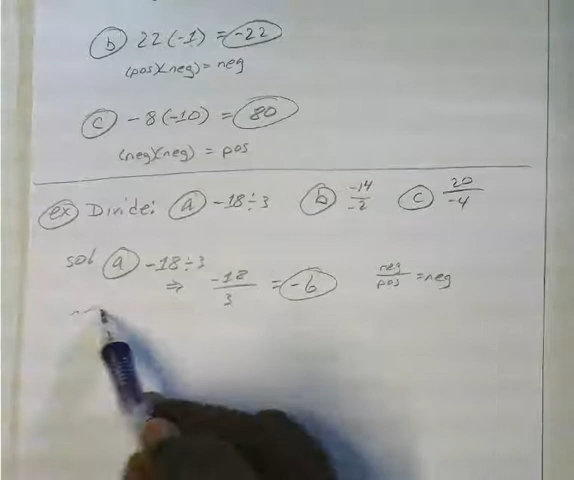 b 22(-1) = -22
(pos)(neg) = neg
c -8(-10) = 80
(neg)(neg) = pos
ex Divide: a -18÷3 b -14/-2 c 20/-4
sol a -18÷3
⇒ -18/3 = -6 neg/pos = neg